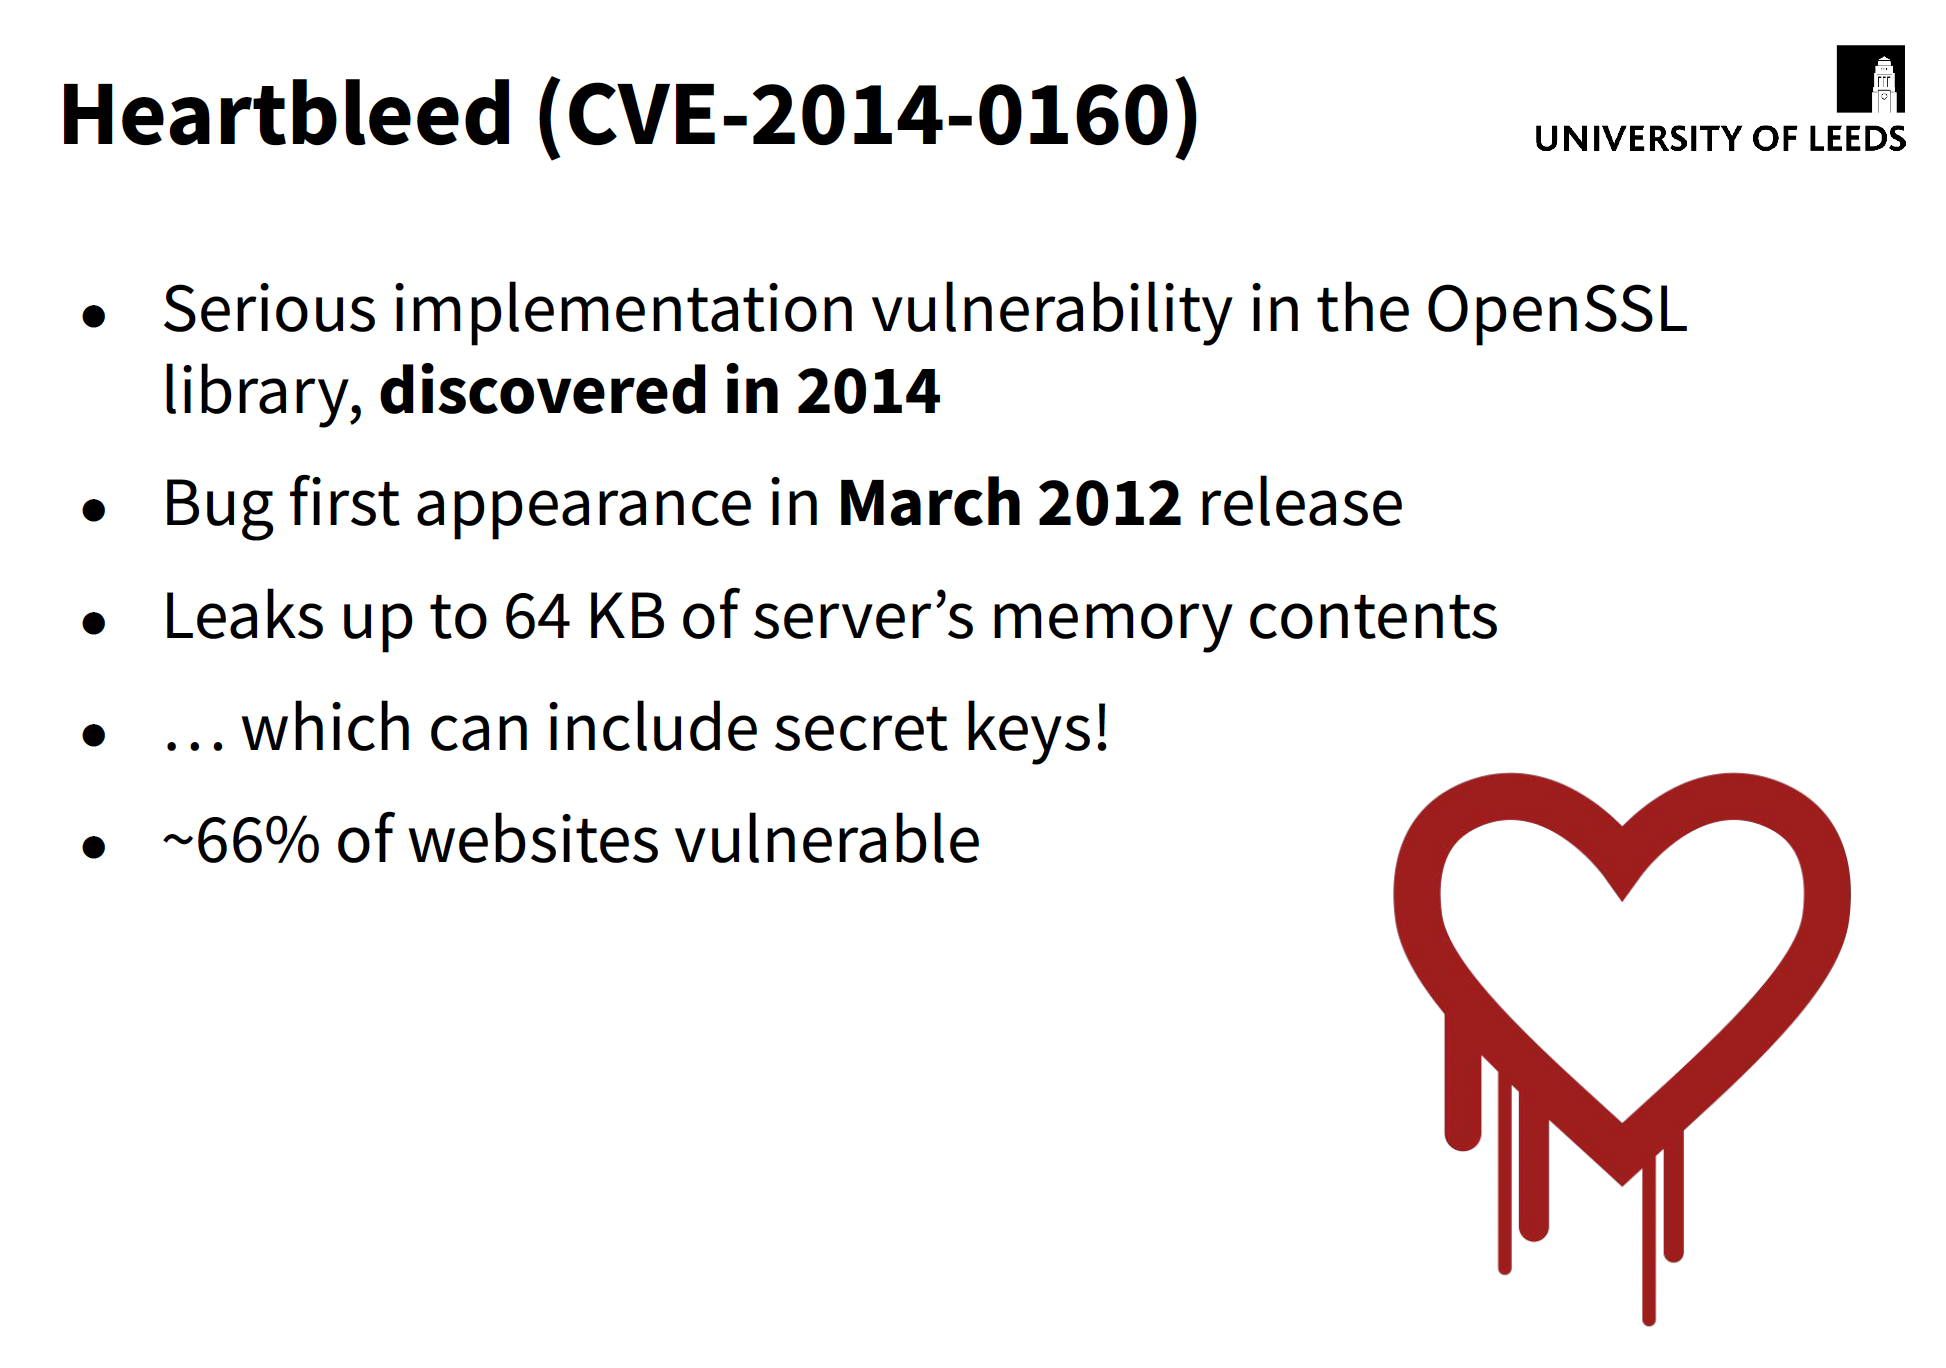 Heartbleed (CVE-2014-0160)
UNIVERSITY OF LEEDS
● Serious implementation vulnerability in the OpenSSL
library, discovered in 2014
● Bug first appearance in March 2012 release
● Leaks up to 64 KB of server’s memory contents
● … which can include secret keys!
● ~66% of websites vulnerable